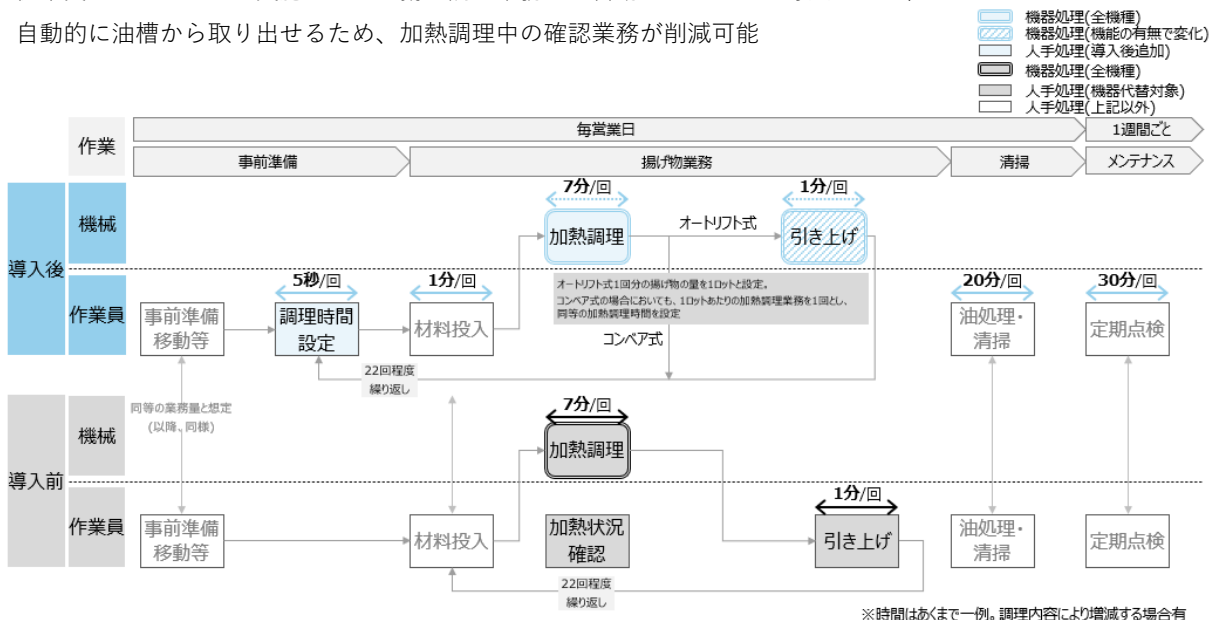 自動的に油槽から取り出せるため、加熱調理中の確認業務が削減可能
機器処理(全機種)
機器処理(機能の有無で変化)
人手処理(導入後追加)
機器処理(全機種)
人手処理(機器代替対象)
人手処理(上記以外)
作業
毎営業日
1週間ごと
事前準備
揚げ物業務
清掃
メンテナンス
導入後
機械
7分/回
1分/回
加熱調理
オートリフト式
引き上げ
作業員
5秒/回
1分/回
オートリフト式1回分の揚げ物の量を1ロットと設定。
コンベア式の場合においても、1ロットあたりの加熱調理業務を1回とし、
同等の加熱調理時間を設定
20分/回
30分/回
事前準備
移動等
調理時間
設定
材料投入
コンベア式
油処理・
清掃
定期点検
22回程度
繰り返し
同等の業務量と想定
(以降、同様)
導入前
機械
7分/回
加熱調理
作業員
1分/回
事前準備
移動等
材料投入
加熱状況
確認
引き上げ
油処理・
清掃
定期点検
22回程度
繰り返し
※時間はあくまで一例。調理内容により増減する場合有